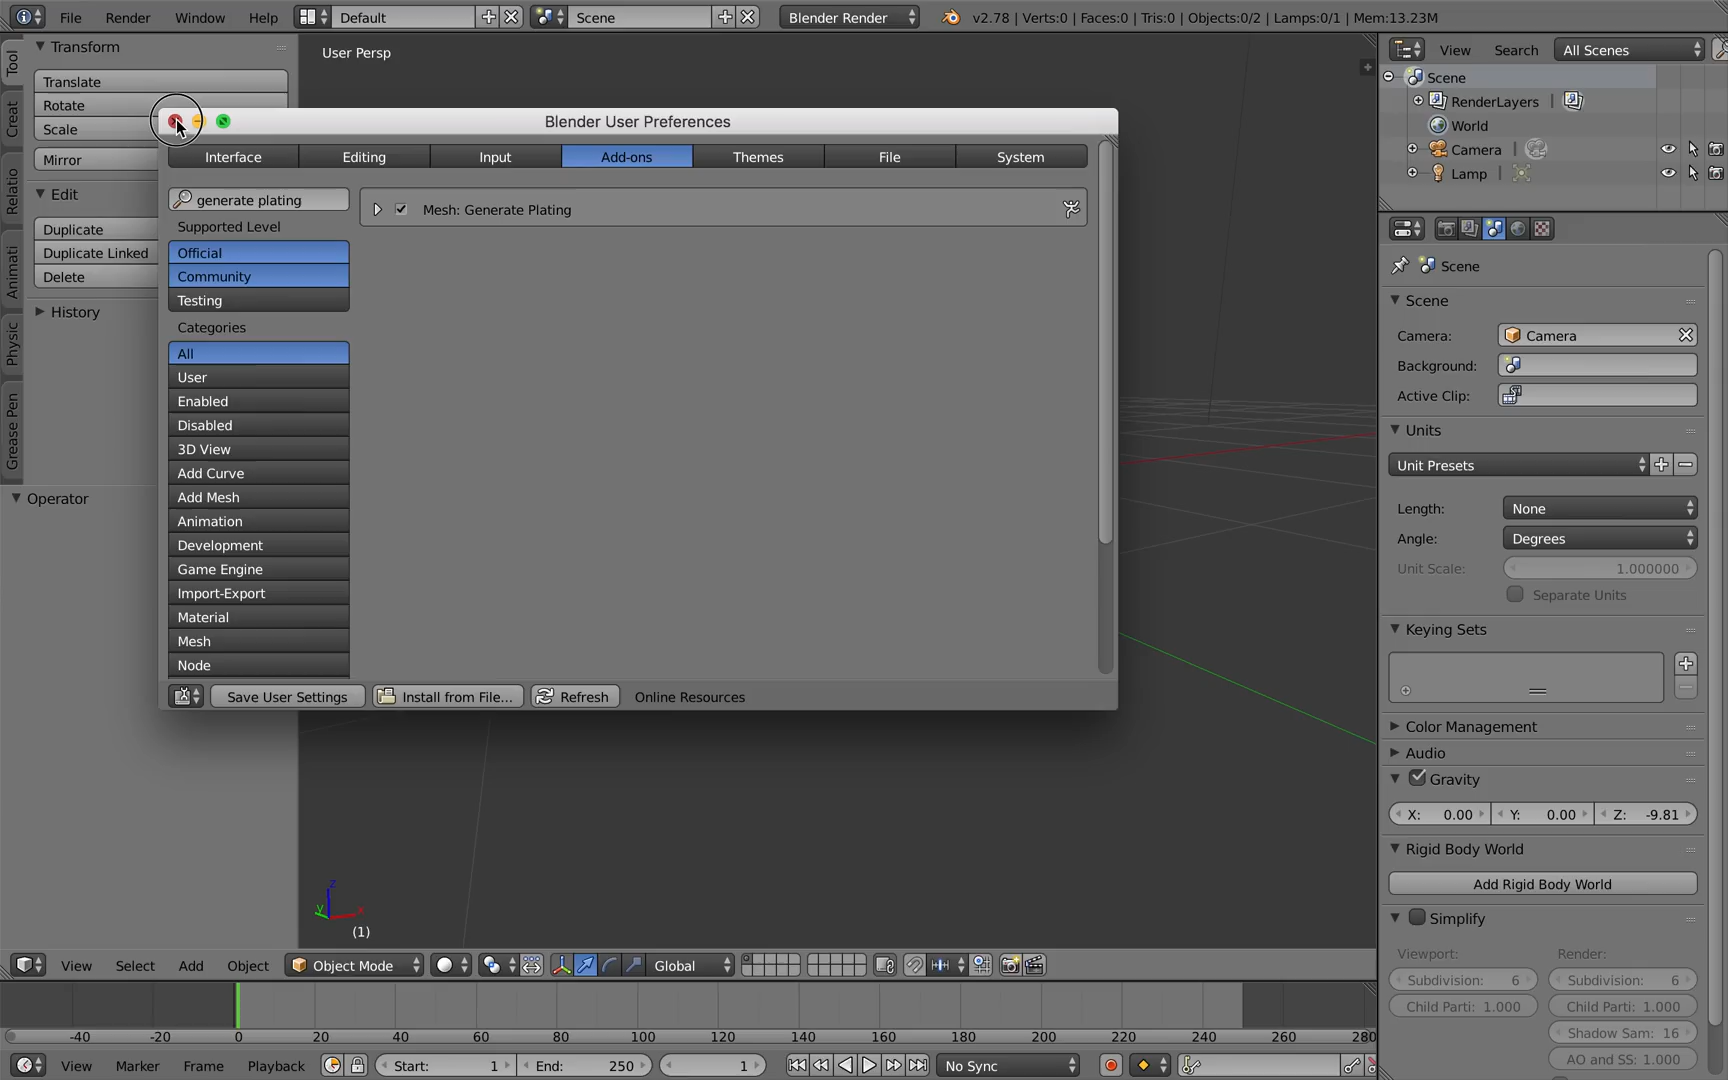 File Render Window Help Default Scene Blender Render v2.78 | Verts:0 | Faces:0 | Tris:0 | Objects:0/2 | Lamps:0/1 | Mem:13.23M
Tool
Creat
Relatio
Animati
Physic
Grease Pen
Transform
Translate
Rotate
Scale
Mirror
Edit
Duplicate
Duplicate Linked
Delete
History
Operator
User Persp
Blender User Preferences
Interface Editing Input Add-ons Themes File System
generate plating
Mesh: Generate Plating
Supported Level
Official
Community
Testing
Categories
All
User
Enabled
Disabled
3D View
Add Curve
Add Mesh
Animation
Development
Game Engine
Import-Export
Material
Mesh
Node
Save User Settings Install from File... Refresh Online Resources
z
y
x
(1)
View Select Add Object Object Mode Global
-40 -20 0 20 40 60 80 100 120 140 160 180 200 220 240 260 280
View Marker Frame Playback Start: 1 End: 250 1 No Sync
View Search All Scenes
Scene
RenderLayers |
World
Camera |
Lamp |
Scene
Scene
Camera: Camera
Background:
Active Clip:
Units
Unit Presets
Length: None
Angle: Degrees
Unit Scale: 1.000000
Separate Units
Keying Sets
Color Management
Audio
Gravity
X: 0.00 Y: 0.00 Z: -9.81
Rigid Body World
Add Rigid Body World
Simplify
Viewport: Render:
Subdivision: 6 Subdivision: 6
Child Parti: 1.000 Child Parti: 1.000
Shadow Sam: 16
AO and SS: 1.000